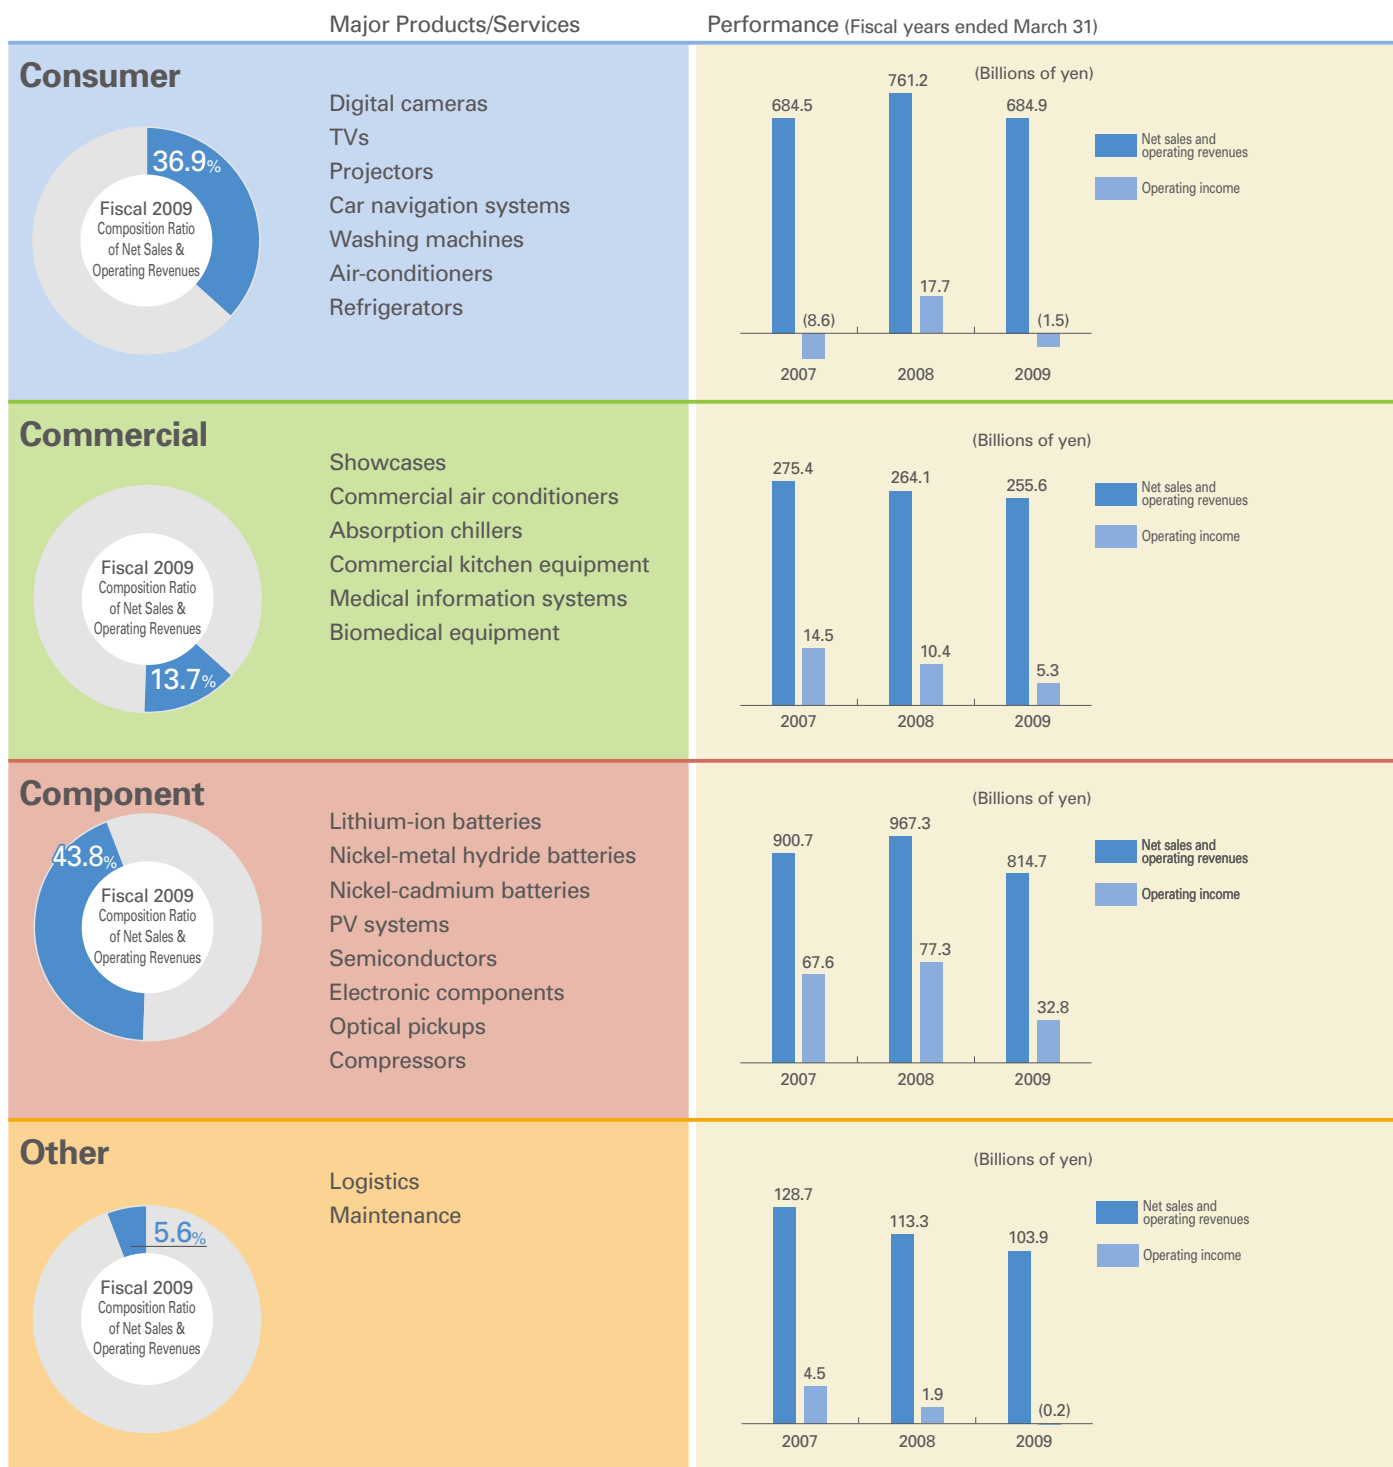 Major Products/Services
Performance (Fiscal years ended March 31)
Consumer
36.9%
Fiscal 2009
Composition Ratio
of Net Sales &
Operating Revenues
Digital cameras
TVs
Projectors
Car navigation systems
Washing machines
Air-conditioners
Refrigerators
(Billions of yen)
684.5
761.2
684.9
(8.6)
17.7
(1.5)
2007
2008
2009
Net sales and
operating revenues
Operating income
Commercial
Fiscal 2009
Composition Ratio
of Net Sales &
Operating Revenues
13.7%
Showcases
Commercial air conditioners
Absorption chillers
Commercial kitchen equipment
Medical information systems
Biomedical equipment
(Billions of yen)
275.4
264.1
255.6
14.5
10.4
5.3
2007
2008
2009
Net sales and
operating revenues
Operating income
Component
43.8%
Fiscal 2009
Composition Ratio
of Net Sales &
Operating Revenues
Lithium-ion batteries
Nickel-metal hydride batteries
Nickel-cadmium batteries
PV systems
Semiconductors
Electronic components
Optical pickups
Compressors
(Billions of yen)
900.7
967.3
814.7
67.6
77.3
32.8
2007
2008
2009
Net sales and
operating revenues
Operating income
Other
5.6%
Fiscal 2009
Composition Ratio
of Net Sales &
Operating Revenues
Logistics
Maintenance
(Billions of yen)
128.7
113.3
103.9
4.5
1.9
(0.2)
2007
2008
2009
Net sales and
operating revenues
Operating income